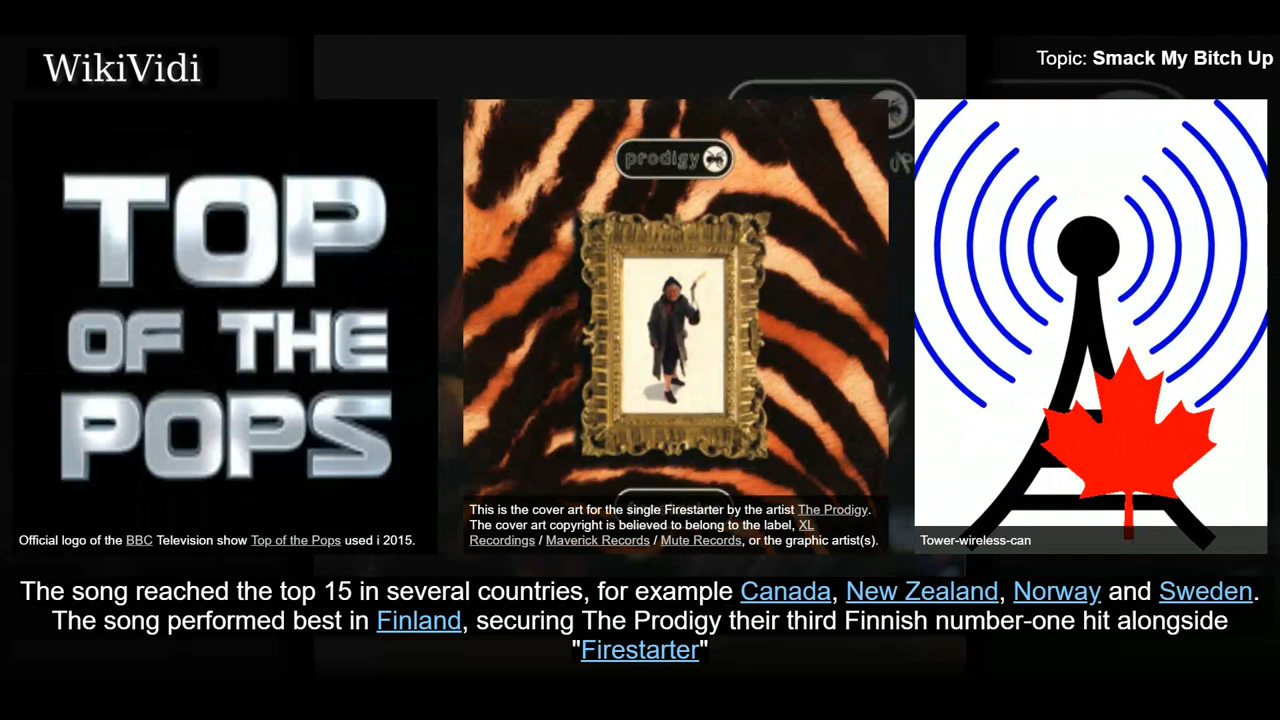 WikiVidi
Topic: Smack My Bitch Up
TOP
OF THE
POPS
prodigy
Official logo of the BBC Television show Top of the Pops used i 2015.
This is the cover art for the single Firestarter by the artist The Prodigy.
The cover art copyright is believed to belong to the label, XL
Recordings / Maverick Records / Mute Records, or the graphic artist(s).
Tower-wireless-can
The song reached the top 15 in several countries, for example Canada, New Zealand, Norway and Sweden.
The song performed best in Finland, securing The Prodigy their third Finnish number-one hit alongside
"Firestarter"